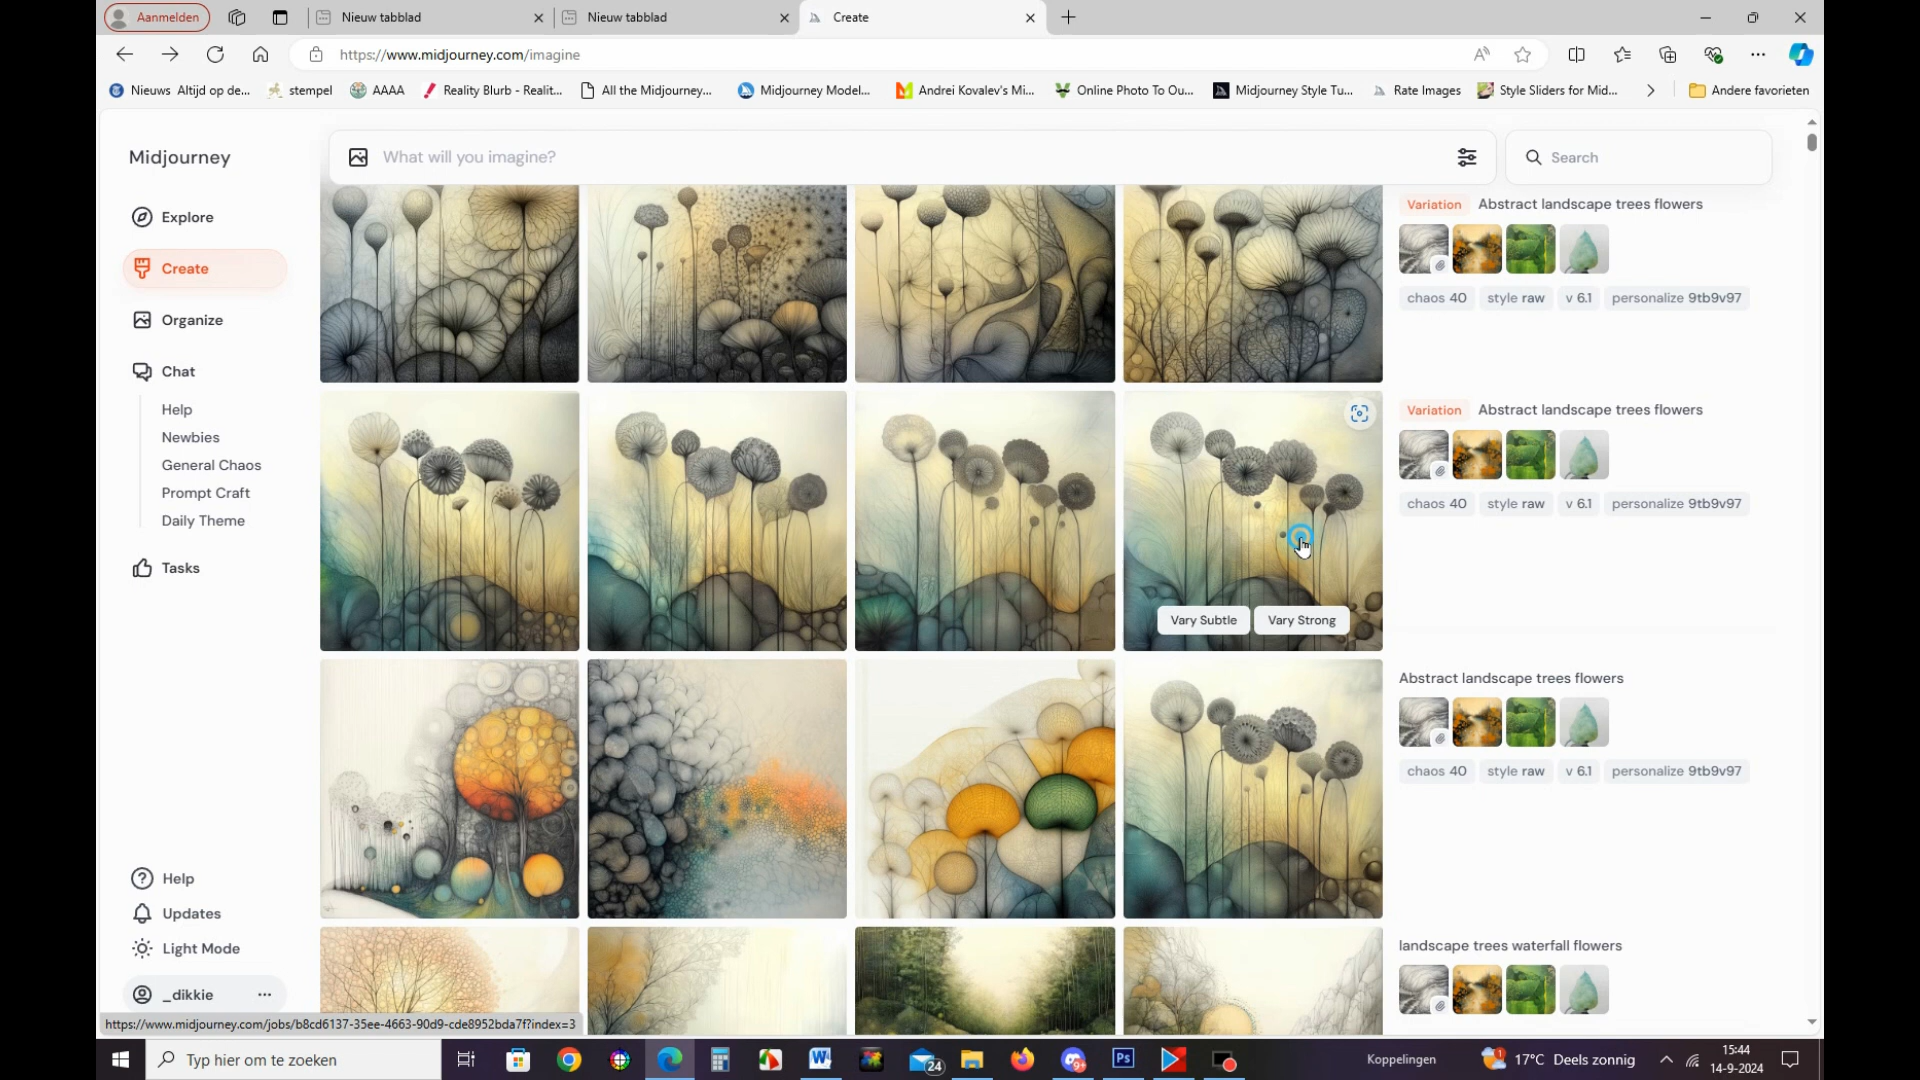 Aanmelden
Nieuw tabblad
Nieuw tabblad
Create
https://www.midjourney.com/imagine
Nieuws Altijd op de...
stempel
AAAA
Reality Blurb - Realit...
All the Midjourney...
Midjourney Model...
Andrei Kovalev's Mi...
Online Photo To Ou...
Midjourney Style Tu...
Rate Images
Style Sliders for Mid...
Andere favorieten
Midjourney
What will you imagine?
Search
Explore
Create
Organize
Chat
Help
Newbies
General Chaos
Prompt Craft
Daily Theme
Tasks
Help
Updates
Light Mode
_dikkie
Variation Abstract landscape trees flowers
chaos 40 style raw v 6.1 personalize 9tb9v97
Variation Abstract landscape trees flowers
chaos 40 style raw v 6.1 personalize 9tb9v97
Vary Subtle
Vary Strong
Abstract landscape trees flowers
chaos 40 style raw v 6.1 personalize 9tb9v97
landscape trees waterfall flowers
https://www.midjourney.com/jobs/b8cd6137-35ee-4663-90d9-cde8952bda7f?index=3
Typ hier om te zoeken
24
9+
Ps
Koppelingen
1
17°C Deels zonnig
15:44
14-9-2024